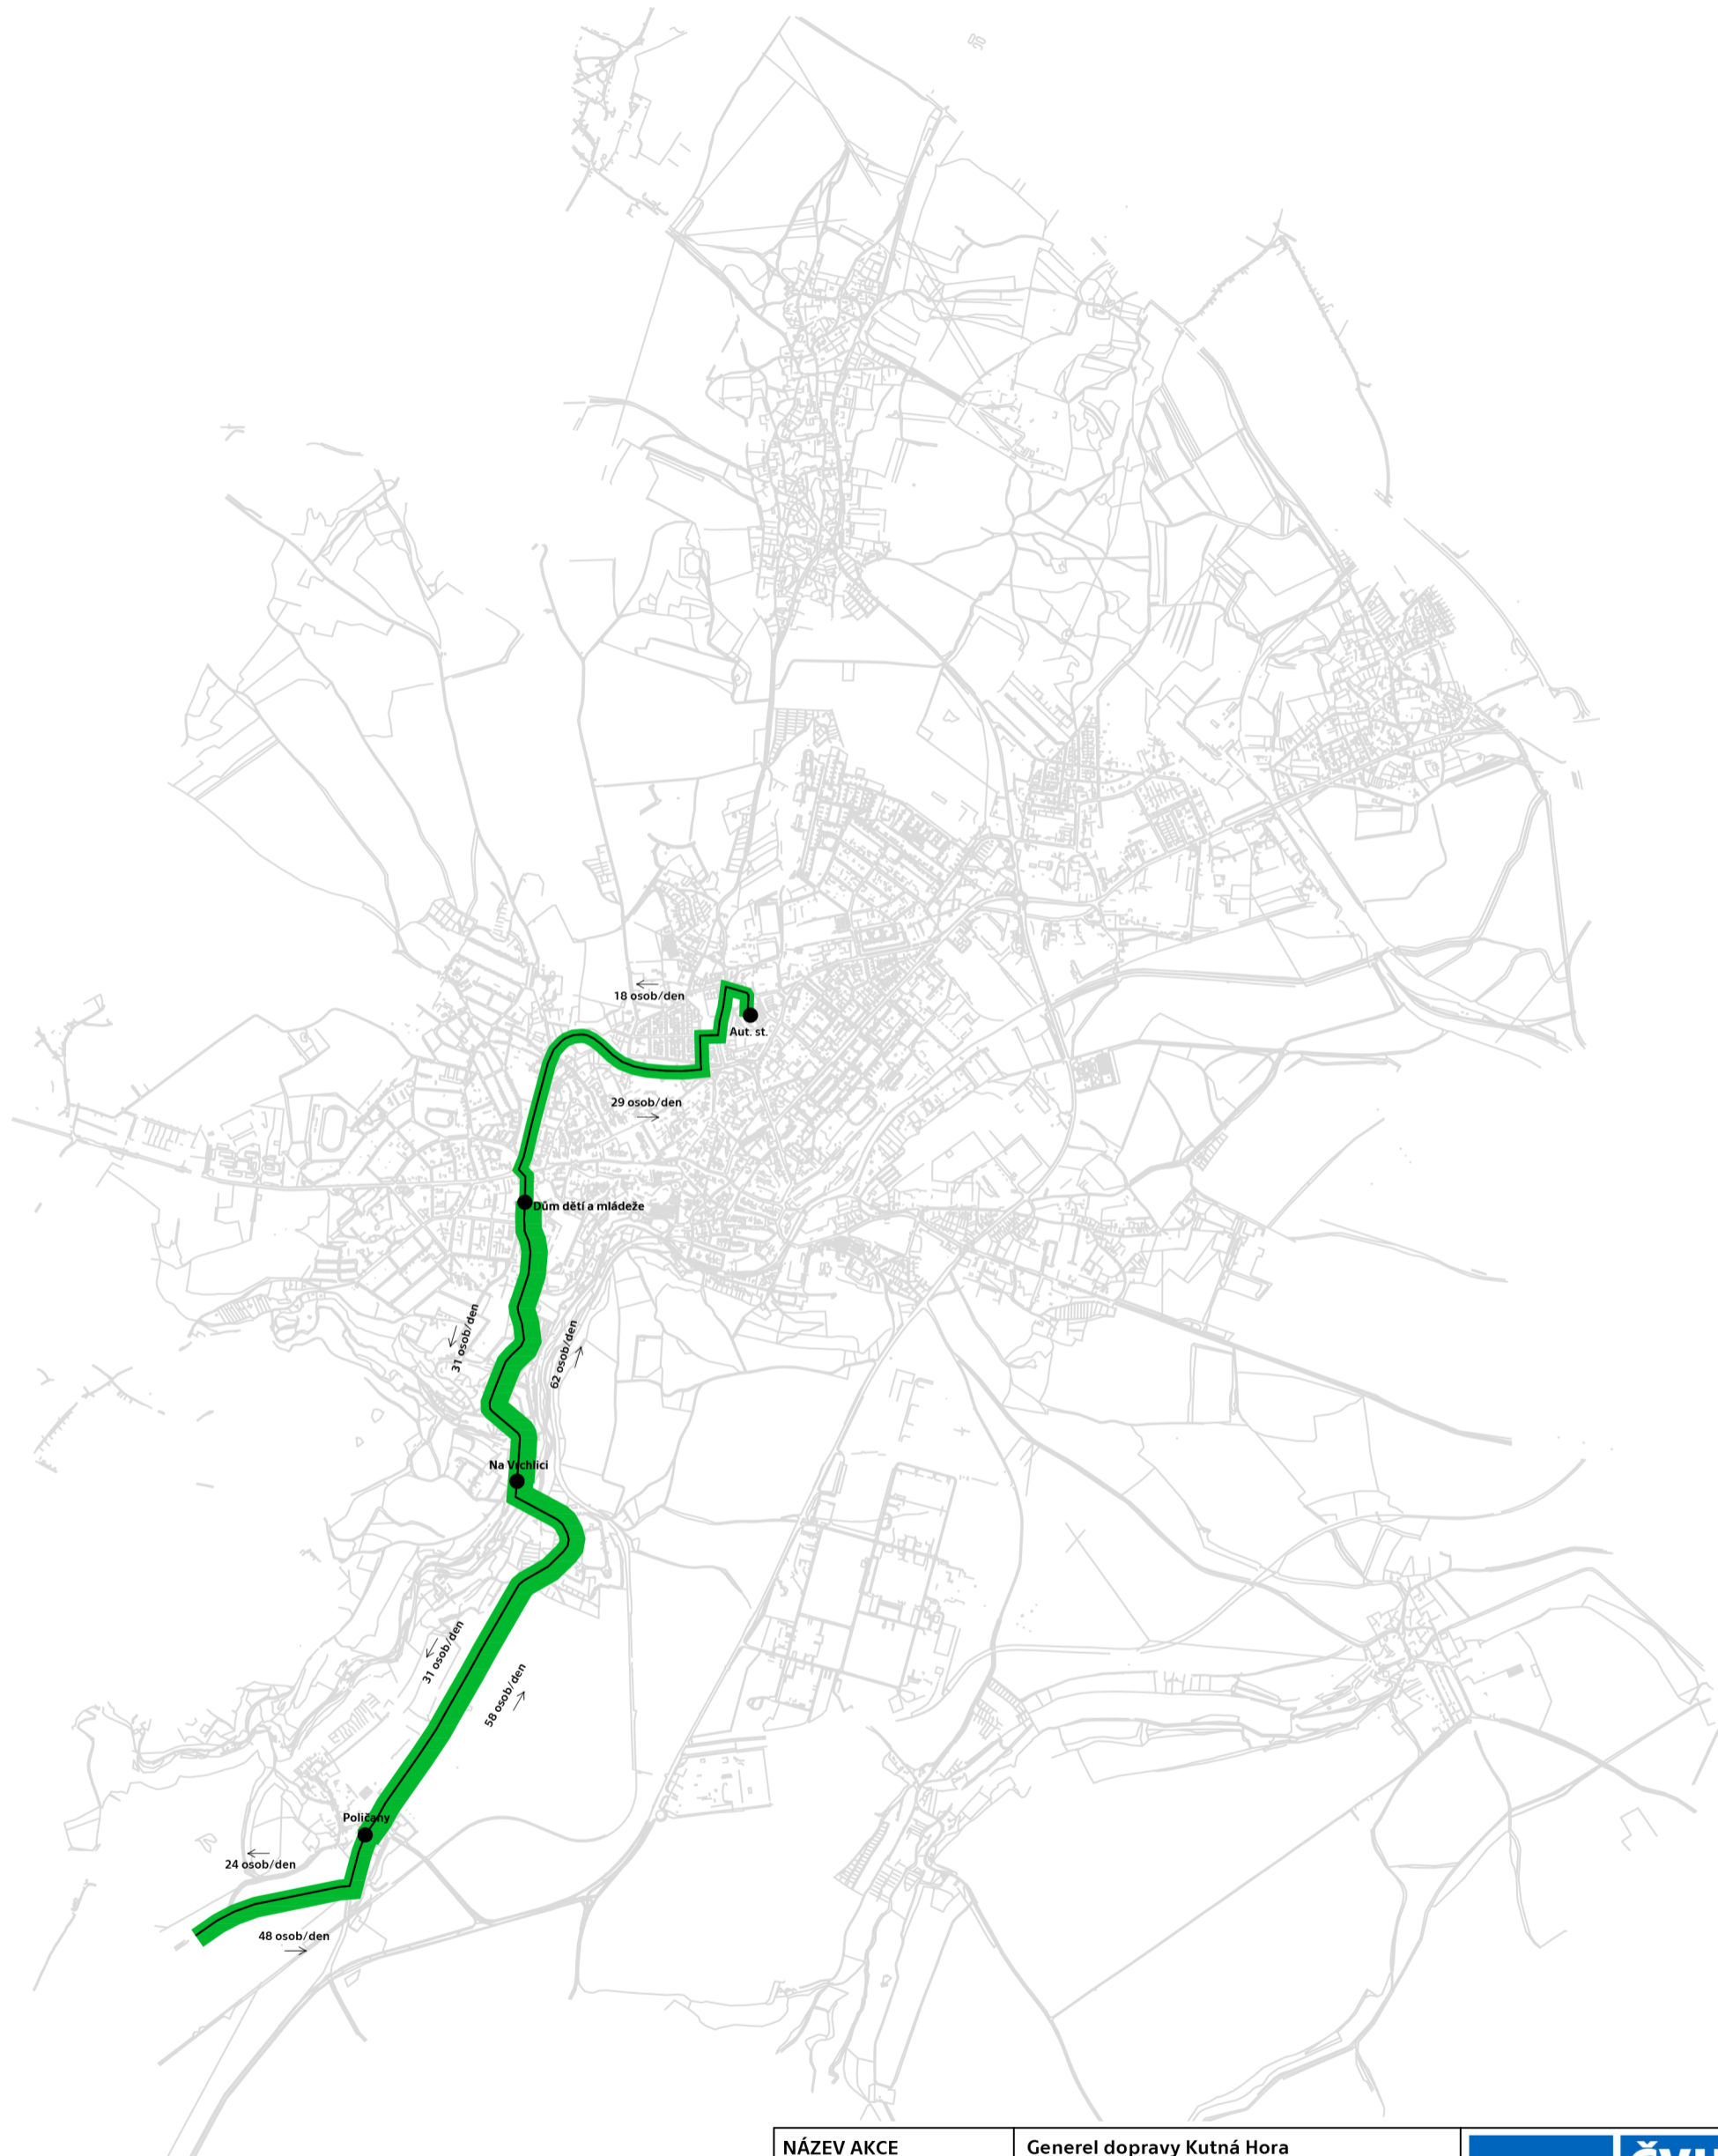 18 osob/den
Aut. st.
29 osob/den
Dům dětí a mládeže
31 osob/den
62 osob/den
Na Vrchlici
31 osob/den
58 osob/den
Poličany
24 osob/den
48 osob/den
NÁZEV AKCE
Generel dopravy Kutná Hora